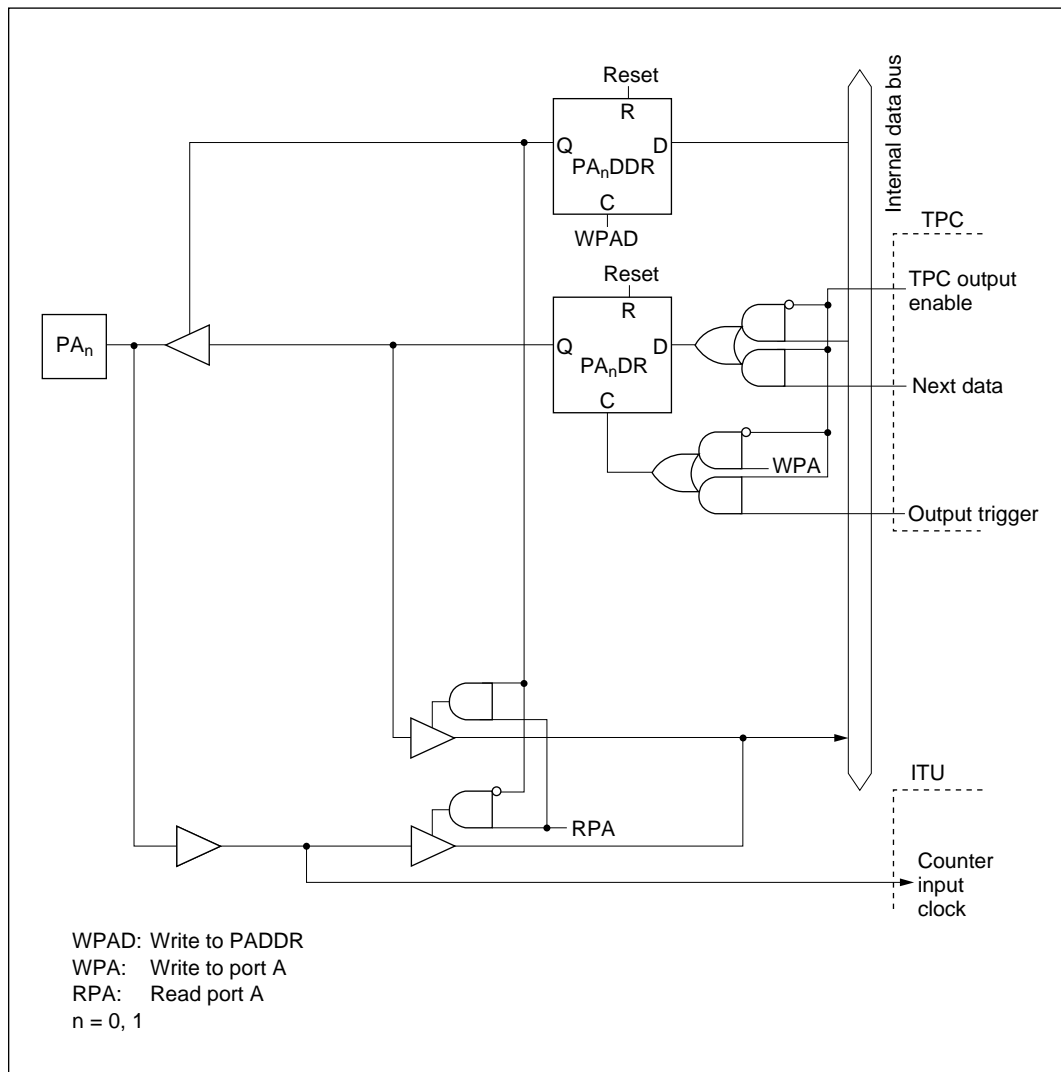 Reset
R
Q
D
PAnDDR
C
WPAD
Internal data bus
TPC
Reset
R
Q
D
PAnDR
C
TPC output
enable
PAn
Next data
WPA
Output trigger
RPA
ITU
Counter
input
clock
WPAD: Write to PADDR
WPA: Write to port A
RPA: Read port A
n = 0, 1